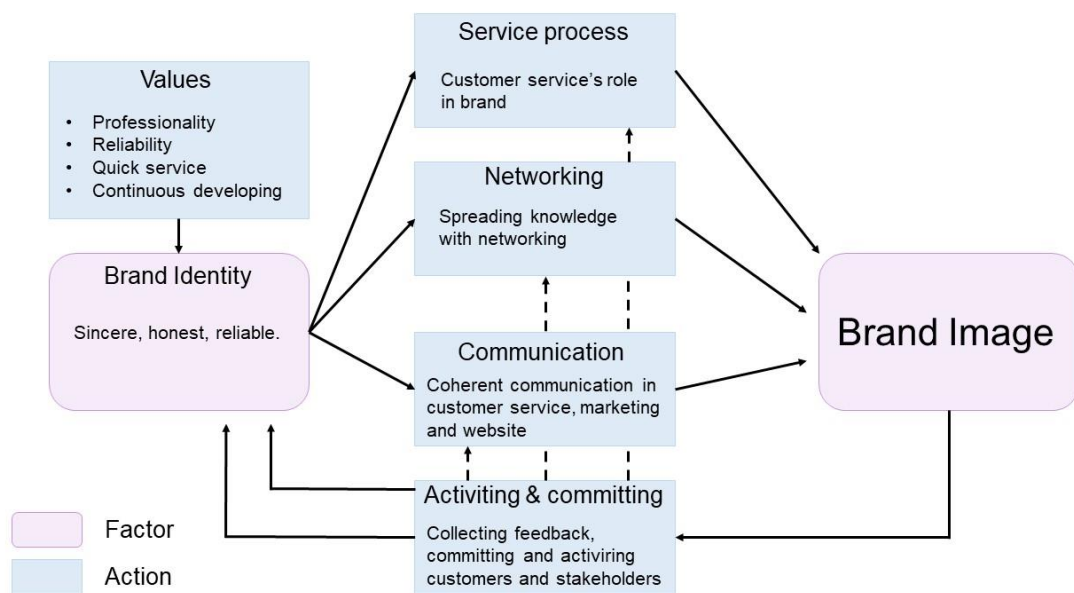 Values
• Professionality
• Reliability
• Quick service
• Continuous developing
Brand Identity
Sincere, honest, reliable.
Service process
Customer service’s role
in brand
Networking
Spreading knowledge
with networking
Communication
Coherent communication in
customer service, marketing
and website
Activiting & committing
Collecting feedback,
committing and activiring
customers and stakeholders
Brand Image
Factor
Action